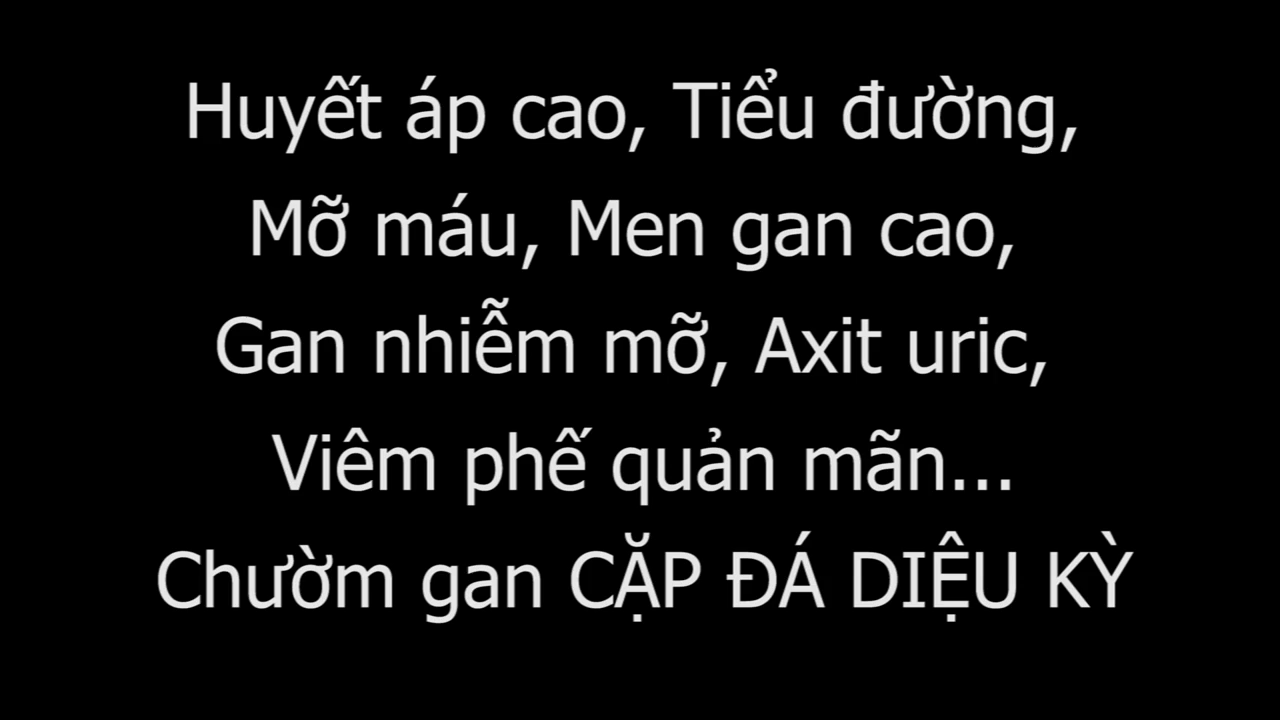 Huyết áp cao, Tiểu đường,
Mỡ máu, Men gan cao,
Gan nhiễm mỡ, Axit uric,
Viêm phế quản mãn...
Chườm gan CẶP ĐÁ DIỆU KỲ